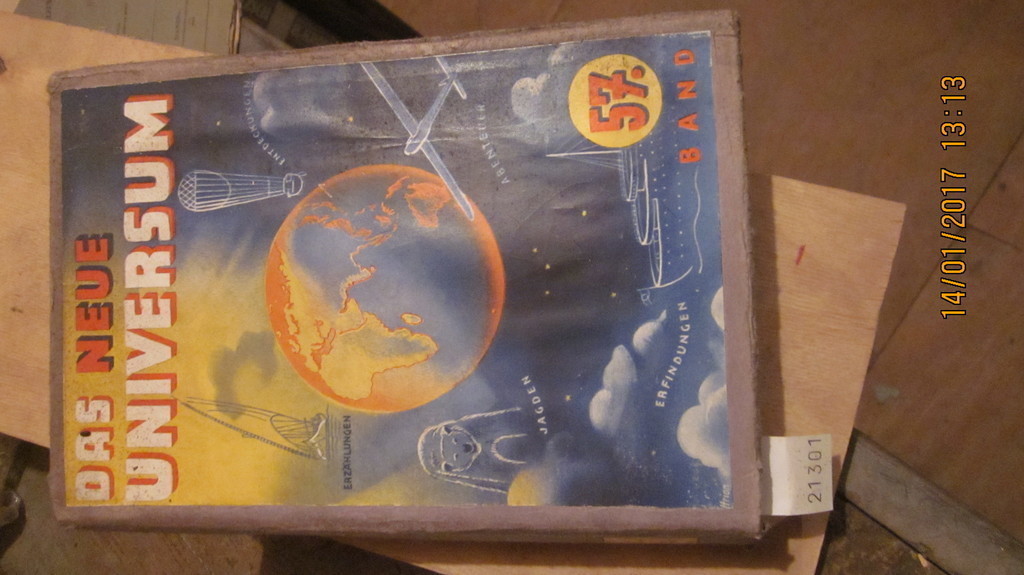 DAS NEUE
UNIVERSUM
ENTDECKUNGEN
ABENTEUER
ERZÄHLUNGEN
JAGDEN
ERFINDUNGEN
57.
BAND
21301
14/01/2017 13:13